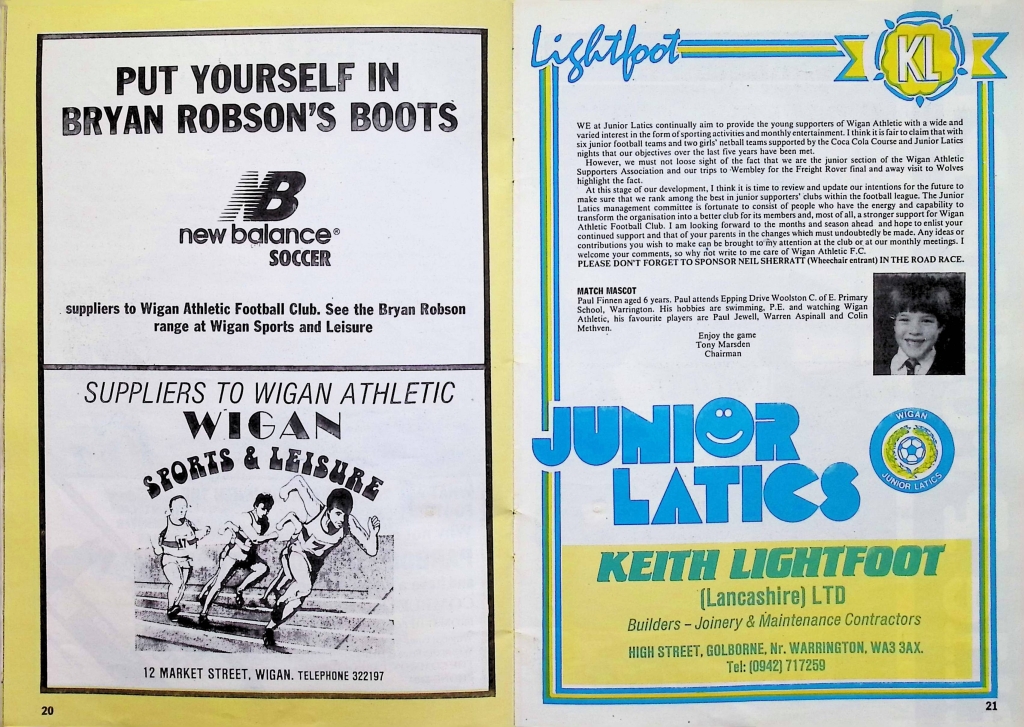 PUT YOURSELF IN
BRYAN ROBSON'S BOOTS
NB
new balance®
SOCCER
suppliers to Wigan Athletic Football Club. See the Bryan Robson
range at Wigan Sports and Leisure
SUPPLIERS TO WIGAN ATHLETIC
WIGAN
SPORTS & LEISURE
12 MARKET STREET, WIGAN. TELEPHONE 322197
20
Lightfoot
KL
WE at Junior Latics continually aim to provide the young supporters of Wigan Athletic with a wide and
varied interest in the form of sporting activities and monthly entertainment. I think it is fair to claim that with
six junior football teams and two girls' netball teams supported by the Coca Cola Course and Junior Latics
nights that our objectives over the last five years have been met.
However, we must not loose sight of the fact that we are the junior section of the Wigan Athletic
Supporters Association and our trips to Wembley for the Freight Rover final and away visit to Wolves
highlight the fact.
At this stage of our development, I think it is time to review and update our intentions for the future to
make sure that we rank among the best in junior supporters' clubs within the football league. The Junior
Latics management committee is fortunate to consist of people who have the energy and capability to
transform the organisation into a better club for its members and, most of all, a stronger support for Wigan
Athletic Football Club. I am looking forward to the months and season ahead and hope to enlist your
continued support and that of your parents in the changes which must undoubtedly be made. Any ideas or
contributions you wish to make can be brought to my attention at the club or at our monthly meetings. I
welcome your comments, so why not write to me care of Wigan Athletic F.C.
PLEASE DON'T FORGET TO SPONSOR NEIL SHERRATT (Wheechair entrant) IN THE ROAD RACE.
MATCH MASCOT
Paul Finnen aged 6 years. Paul attends Epping Drive Woolston C. of E. Primary
School, Warrington. His hobbies are swimming, P.E. and watching Wigan
Athletic, his favourite players are Paul Jewell, Warren Aspinall and Colin
Methven.
Enjoy the game
Tony Marsden
Chairman
JUNIOR
LATICS
WIGAN
JUNIOR LATICS
KEITH LIGHTFOOT
(Lancashire) LTD
Builders – Joinery & Maintenance Contractors
HIGH STREET, GOLBORNE, Nr. WARRINGTON, WA3 3AX.
Tel: (0942) 717259
21